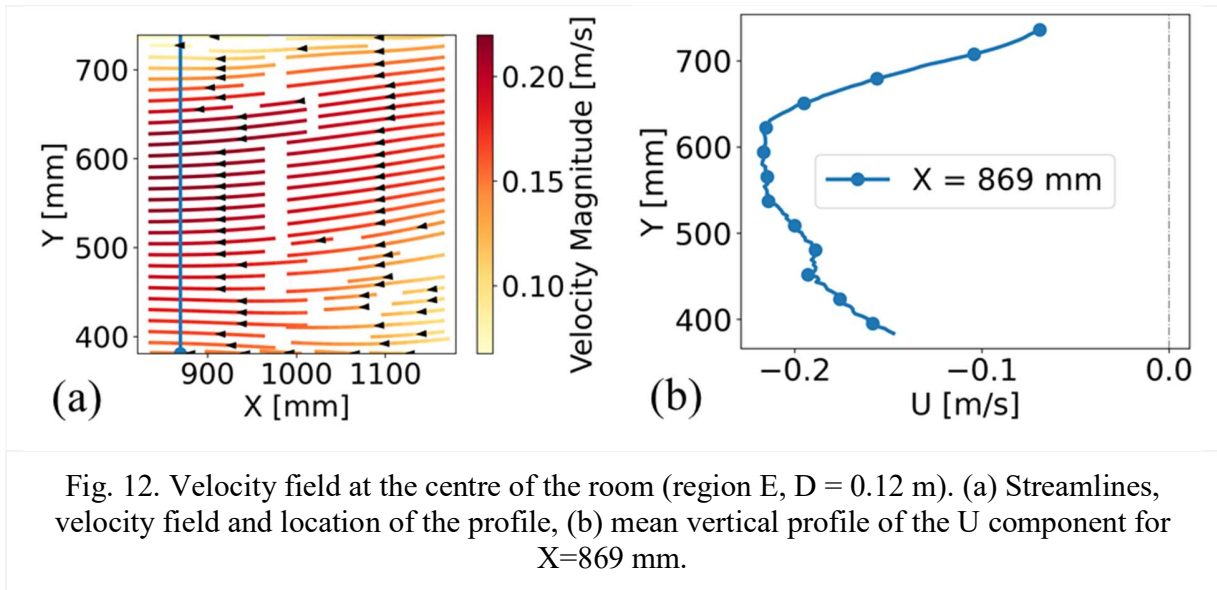 700
600
500
400
Y [mm]
900 1000 1100
X [mm]
(a)
0.20
0.15
0.10
Velocity Magnitude [m/s]
700
600
500
400
Y [mm]
X = 869 mm
−0.2 −0.1 0.0
U [m/s]
(b)
Fig. 12. Velocity field at the centre of the room (region E, D = 0.12 m). (a) Streamlines,
velocity field and location of the profile, (b) mean vertical profile of the U component for
X=869 mm.